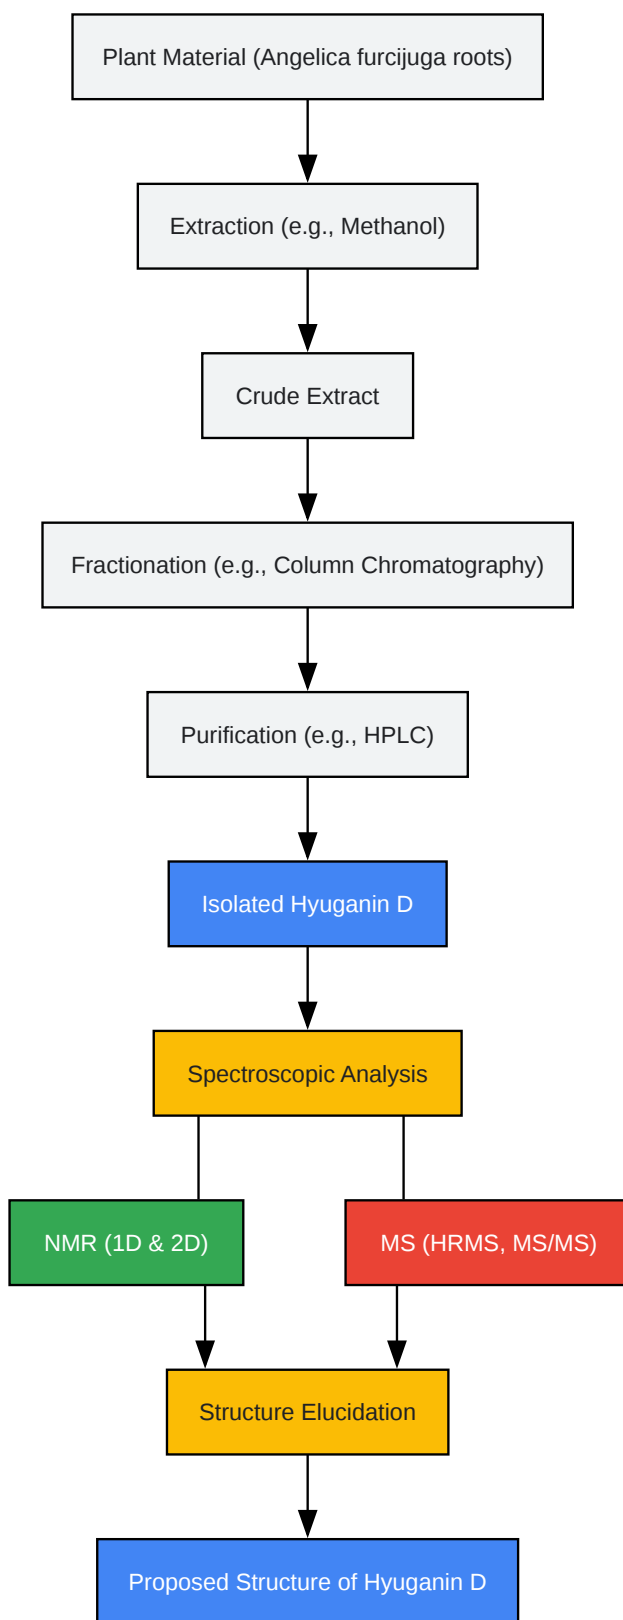 Plant Material (Angelica furcijuga roots)
Extraction (e.g., Methanol)
Crude Extract
Fractionation (e.g., Column Chromatography)
Purification (e.g., HPLC)
Isolated Hyuganin D
Spectroscopic Analysis
NMR (1D & 2D)
MS (HRMS, MS/MS)
Structure Elucidation
Proposed Structure of Hyuganin D